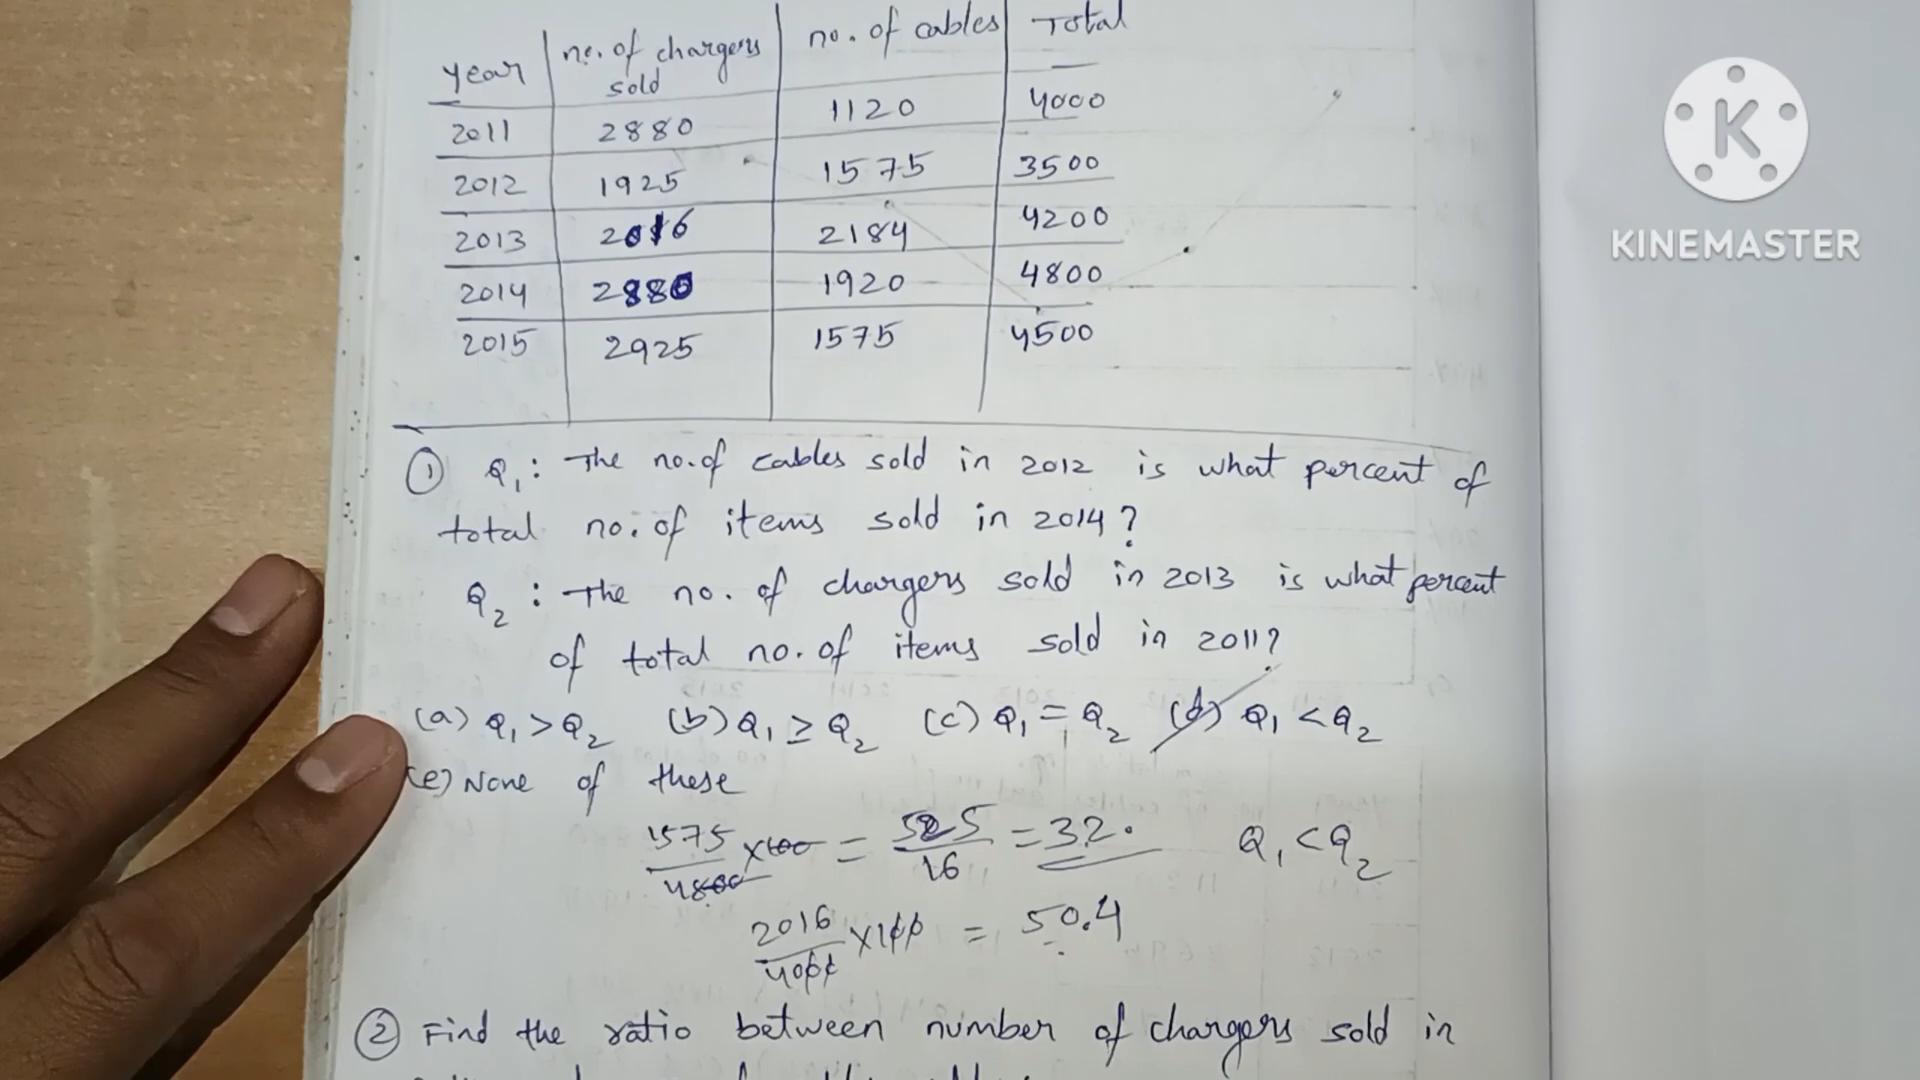 year no. of chargers sold no. of cables Total
2011 2880 1120 4000
2012 1925 1575 3500
2013 2016 2184 4200
2014 2880 1920 4800
2015 2925 1575 4500
K
KINEMASTER
① Q1: The no. of cables sold in 2012 is what percent of
total no. of items sold in 2014?
Q2: The no. of chargers sold in 2013 is what percent
of total no. of items sold in 2011?
(a) Q1 > Q2 (b) Q1 ≥ Q2 (c) Q1 = Q2 (d) Q1 < Q2
(e) None of these
1575/4800 × 100 = 525/16 = 32. Q1 < Q2
2016/4000 × 100 = 50.4
② Find the ratio between number of chargers sold in